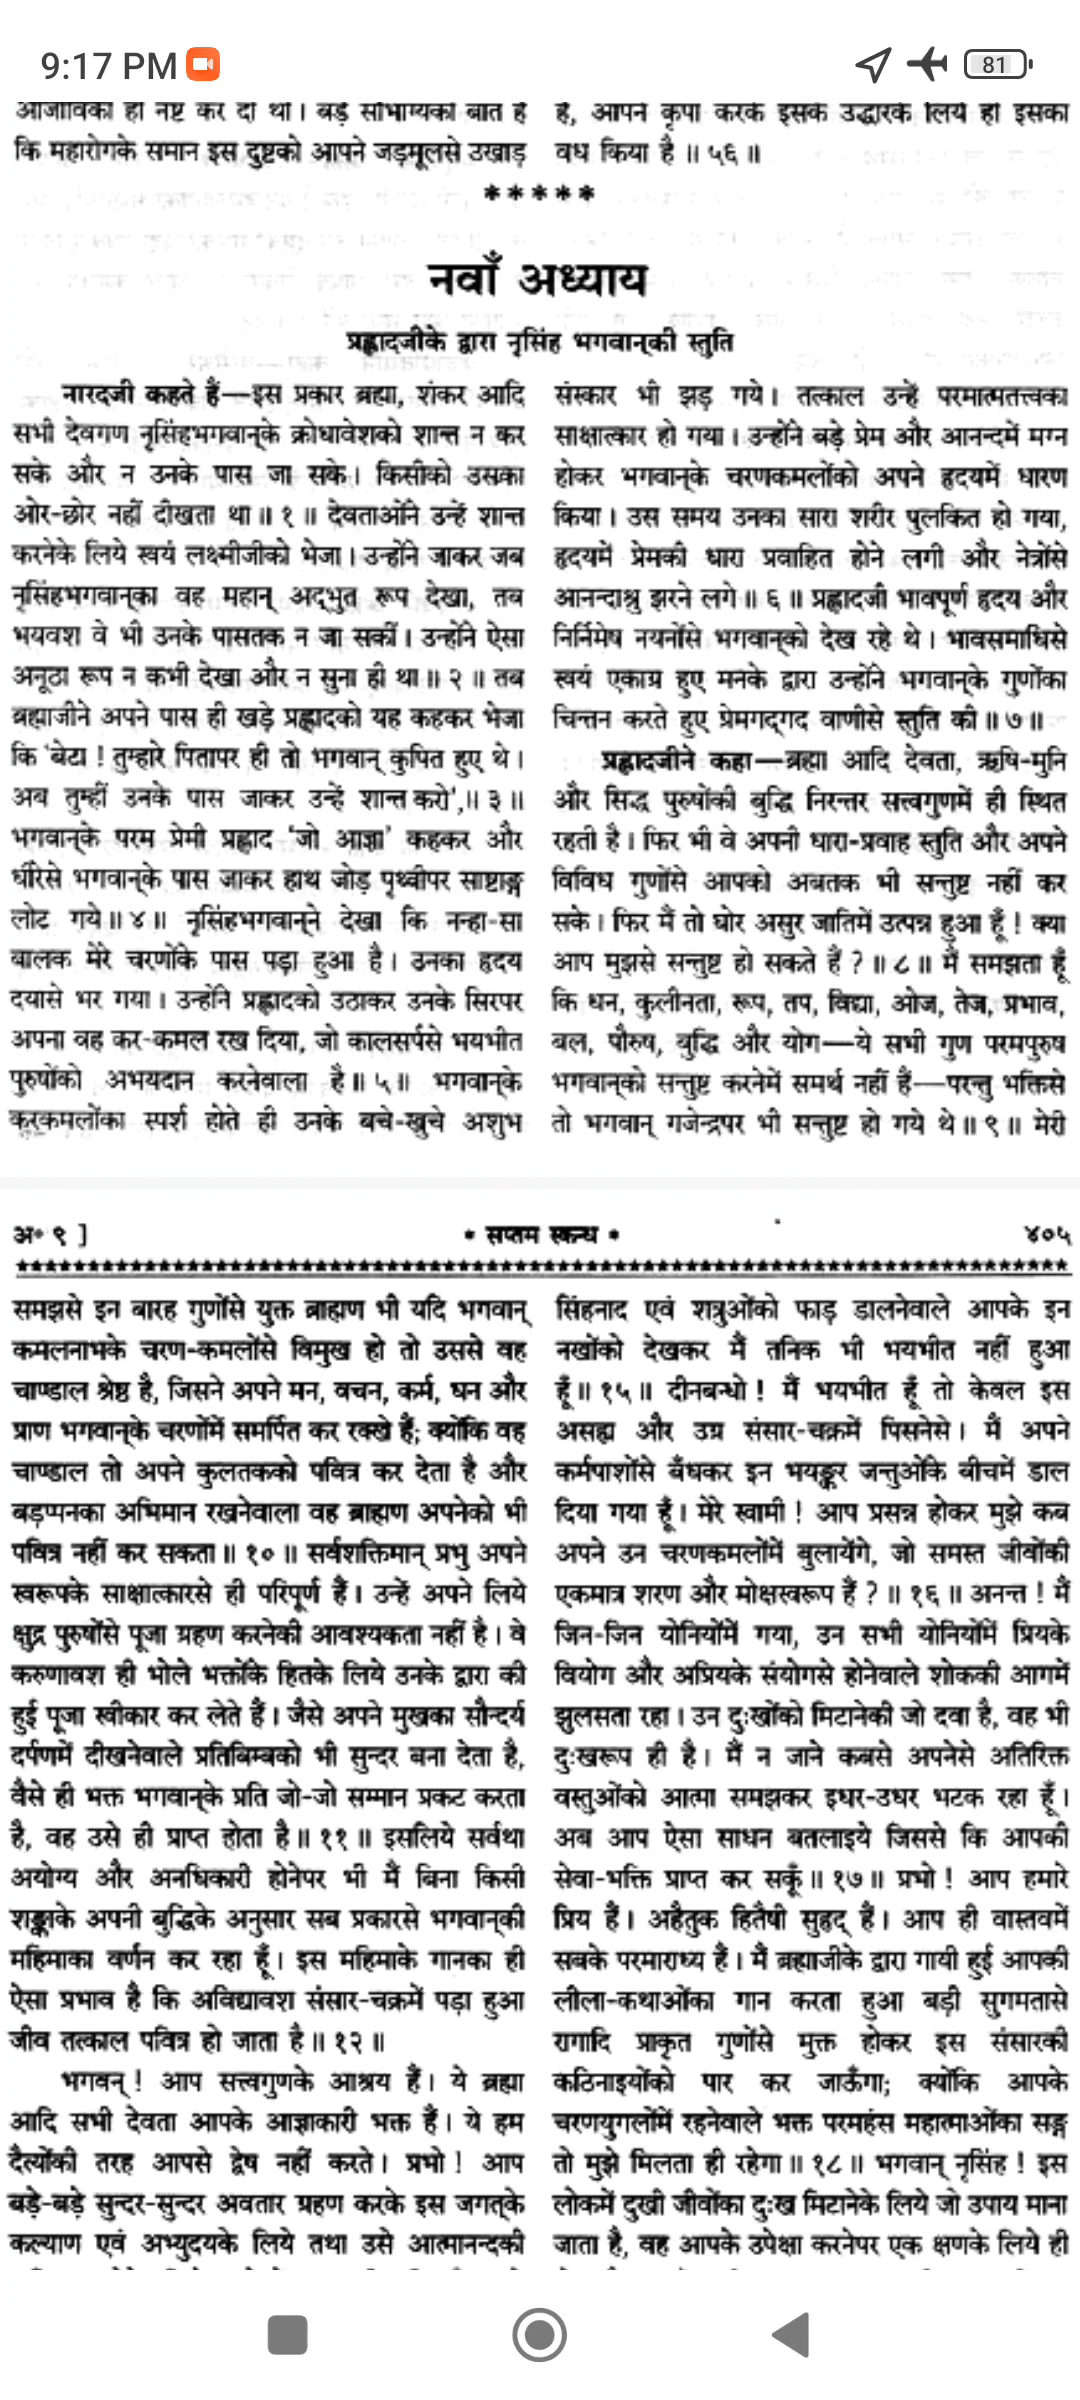 9:17 PM
81
आजीविका ही नष्ट कर दी थी। बड़े सौभाग्यकी बात है
कि महारोगके समान इस दुष्टको आपने जड़मूलसे उखाड़
है, आपने कृपा करके इसके उद्धारके लिये ही इसका
वध किया है॥ ५६॥
*****
नवाँ अध्याय
प्रह्लादजीके द्वारा नृसिंह भगवान्‌की स्तुति
नारदजी कहते हैं—इस प्रकार ब्रह्मा, शंकर आदि
सभी देवगण नृसिंहभगवान्‌के क्रोधावेशको शान्त न कर
सके और न उनके पास जा सके। किसीको उसका
ओर-छोर नहीं दीखता था॥ १॥ देवताओंने उन्हें शान्त
करनेके लिये स्वयं लक्ष्मीजीको भेजा। उन्होंने जाकर जब
नृसिंहभगवान्‌का वह महान् अद्भुत रूप देखा, तब
भयवश वे भी उनके पासतक न जा सकीं। उन्होंने ऐसा
अनूठा रूप न कभी देखा और न सुना ही था॥ २॥ तब
ब्रह्माजीने अपने पास ही खड़े प्रह्लादको यह कहकर भेजा
कि 'बेटा! तुम्हारे पितापर ही तो भगवान् कुपित हुए थे।
अब तुम्हीं उनके पास जाकर उन्हें शान्त करो',॥ ३॥
भगवान्‌के परम प्रेमी प्रह्लाद 'जो आज्ञा' कहकर और
धीरेसे भगवान्‌के पास जाकर हाथ जोड़ पृथ्वीपर साष्टाङ्ग
लोट गये॥ ४॥ नृसिंहभगवान्‌ने देखा कि नन्हा-सा
बालक मेरे चरणोंके पास पड़ा हुआ है। उनका हृदय
दयासे भर गया। उन्होंने प्रह्लादको उठाकर उनके सिरपर
अपना वह कर-कमल रख दिया, जो कालसर्पसे भयभीत
पुरुषोंको अभयदान करनेवाला है॥ ५॥ भगवान्‌के
करकमलोंका स्पर्श होते ही उनके बचे-खुचे अशुभ
संस्कार भी झड़ गये। तत्काल उन्हें परमात्मतत्त्वका
साक्षात्कार हो गया। उन्होंने बड़े प्रेम और आनन्दमें मग्न
होकर भगवान्‌के चरणकमलोंको अपने हृदयमें धारण
किया। उस समय उनका सारा शरीर पुलकित हो गया,
हृदयमें प्रेमकी धारा प्रवाहित होने लगी और नेत्रोंसे
आनन्दाश्रु झरने लगे॥ ६॥ प्रह्लादजी भावपूर्ण हृदय और
निर्निमेष नयनोंसे भगवान्‌को देख रहे थे। भावसमाधिसे
स्वयं एकाग्र हुए मनके द्वारा उन्होंने भगवान्‌के गुणोंका
चिन्तन करते हुए प्रेमगद्‌गद वाणीसे स्तुति की॥ ७॥
प्रह्लादजीने कहा—ब्रह्मा आदि देवता, ऋषि-मुनि
और सिद्ध पुरुषोंकी बुद्धि निरन्तर सत्त्वगुणमें ही स्थित
रहती है। फिर भी वे अपनी धारा-प्रवाह स्तुति और अपने
विविध गुणोंसे आपको अबतक भी सन्तुष्ट नहीं कर
सके। फिर मैं तो घोर असुर जातिमें उत्पन्न हुआ हूँ! क्या
आप मुझसे सन्तुष्ट हो सकते हैं?॥ ८॥ मैं समझता हूँ
कि धन, कुलीनता, रूप, तप, विद्या, ओज, तेज, प्रभाव,
बल, पौरुष, बुद्धि और योग—ये सभी गुण परमपुरुष
भगवान्‌को सन्तुष्ट करनेमें समर्थ नहीं हैं—परन्तु भक्तिसे
तो भगवान् गजेन्द्रपर भी सन्तुष्ट हो गये थे॥ ९॥ मेरी
अ० ९ ]
* सप्तम स्कन्ध *
४०५
समझसे इन बारह गुणोंसे युक्त ब्राह्मण भी यदि भगवान्
कमलनाभके चरण-कमलोंसे विमुख हो तो उससे वह
चाण्डाल श्रेष्ठ है, जिसने अपने मन, वचन, कर्म, धन और
प्राण भगवान्‌के चरणोंमें समर्पित कर रक्खे हैं; क्योंकि वह
चाण्डाल तो अपने कुलतकको पवित्र कर देता है और
बड़प्पनका अभिमान रखनेवाला वह ब्राह्मण अपनेको भी
पवित्र नहीं कर सकता॥ १०॥ सर्वशक्तिमान् प्रभु अपने
स्वरूपके साक्षात्कारसे ही परिपूर्ण हैं। उन्हें अपने लिये
क्षुद्र पुरुषोंसे पूजा ग्रहण करनेकी आवश्यकता नहीं है। वे
करुणावश ही भोले भक्तोंके हितके लिये उनके द्वारा की
हुई पूजा स्वीकार कर लेते हैं। जैसे अपने मुखका सौन्दर्य
दर्पणमें दीखनेवाले प्रतिबिम्बको भी सुन्दर बना देता है,
वैसे ही भक्त भगवान्‌के प्रति जो-जो सम्मान प्रकट करता
है, वह उसे ही प्राप्त होता है॥ ११॥ इसलिये सर्वथा
अयोग्य और अनधिकारी होनेपर भी मैं बिना किसी
शङ्काके अपनी बुद्धिके अनुसार सब प्रकारसे भगवान्‌की
महिमाका वर्णन कर रहा हूँ। इस महिमाके गानका ही
ऐसा प्रभाव है कि अविद्यावश संसार-चक्रमें पड़ा हुआ
जीव तत्काल पवित्र हो जाता है॥ १२॥
भगवन्! आप सत्त्वगुणके आश्रय हैं। ये ब्रह्मा
आदि सभी देवता आपके आज्ञाकारी भक्त हैं। ये हम
दैत्योंकी तरह आपसे द्वेष नहीं करते। प्रभो! आप
बड़े-बड़े सुन्दर-सुन्दर अवतार ग्रहण करके इस जगत्‌के
कल्याण एवं अभ्युदयके लिये तथा उसे आत्मानन्दकी
सिंहनाद एवं शत्रुओंको फाड़ डालनेवाले आपके इन
नखोंको देखकर मैं तनिक भी भयभीत नहीं हुआ
हूँ॥ १५॥ दीनबन्धो! मैं भयभीत हूँ तो केवल इस
असह्य और उग्र संसार-चक्रमें पिसनेसे। मैं अपने
कर्मपाशोंसे बँधकर इन भयङ्कर जन्तुओंके बीचमें डाल
दिया गया हूँ। मेरे स्वामी! आप प्रसन्न होकर मुझे कब
अपने उन चरणकमलोंमें बुलायेंगे, जो समस्त जीवोंकी
एकमात्र शरण और मोक्षस्वरूप हैं?॥ १६॥ अनन्त! मैं
जिन-जिन योनियोंमें गया, उन सभी योनियोंमें प्रियके
वियोग और अप्रियके संयोगसे होनेवाले शोककी आगमें
झुलसता रहा। उन दुःखोंको मिटानेकी जो दवा है, वह भी
दुःखरूप ही है। मैं न जाने कबसे अपनेसे अतिरिक्त
वस्तुओंको आत्मा समझकर इधर-उधर भटक रहा हूँ।
अब आप ऐसा साधन बतलाइये जिससे कि आपकी
सेवा-भक्ति प्राप्त कर सकूँ॥ १७॥ प्रभो! आप हमारे
प्रिय हैं। अहैतुक हितैषी सुहृद् हैं। आप ही वास्तवमें
सबके परमाराध्य हैं। मैं ब्रह्माजीके द्वारा गायी हुई आपकी
लीला-कथाओंका गान करता हुआ बड़ी सुगमतासे
रागादि प्राकृत गुणोंसे मुक्त होकर इस संसारकी
कठिनाइयोंको पार कर जाऊँगा; क्योंकि आपके
चरणयुगलोंमें रहनेवाले भक्त परमहंस महात्माओंका सङ्ग
तो मुझे मिलता ही रहेगा॥ १८॥ भगवान् नृसिंह! इस
लोकमें दुखी जीवोंका दुःख मिटानेके लिये जो उपाय माना
जाता है, वह आपके उपेक्षा करनेपर एक क्षणके लिये ही